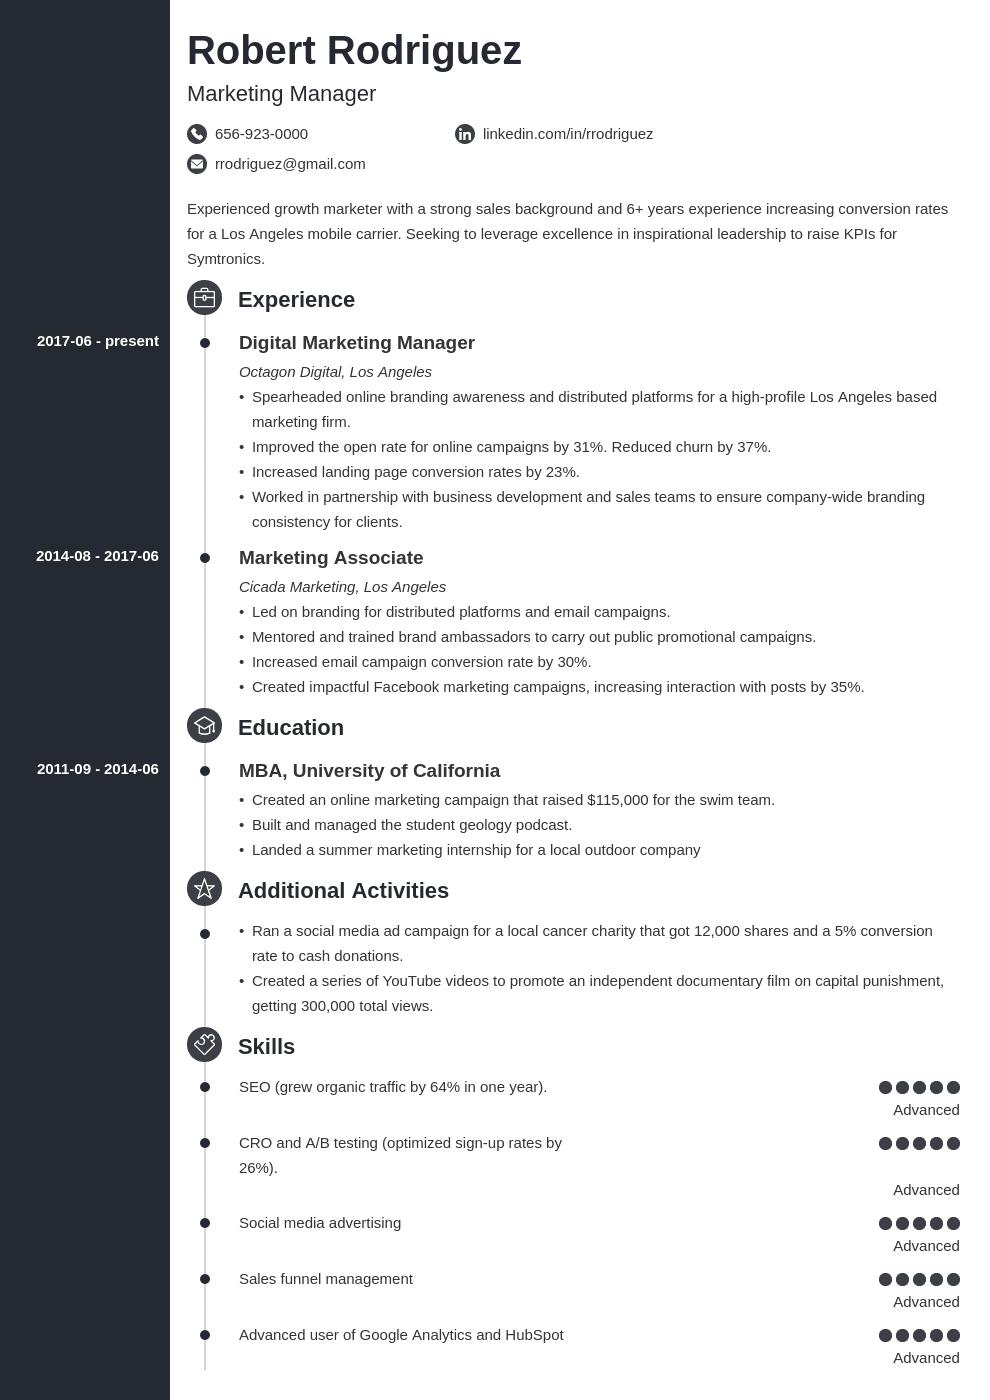 Robert Rodriguez
Marketing Manager
656-923-0000
linkedin.com/in/rrodriguez
rrodriguez@gmail.com
Experienced growth marketer with a strong sales background and 6+ years experience increasing conversion rates
for a Los Angeles mobile carrier. Seeking to leverage excellence in inspirational leadership to raise KPIs for
Symtronics.
Experience
2017-06 - present
Digital Marketing Manager
Octagon Digital, Los Angeles
• Spearheaded online branding awareness and distributed platforms for a high-profile Los Angeles based
marketing firm.
• Improved the open rate for online campaigns by 31%. Reduced churn by 37%.
• Increased landing page conversion rates by 23%.
• Worked in partnership with business development and sales teams to ensure company-wide branding
consistency for clients.
2014-08 - 2017-06
Marketing Associate
Cicada Marketing, Los Angeles
• Led on branding for distributed platforms and email campaigns.
• Mentored and trained brand ambassadors to carry out public promotional campaigns.
• Increased email campaign conversion rate by 30%.
• Created impactful Facebook marketing campaigns, increasing interaction with posts by 35%.
Education
2011-09 - 2014-06
MBA, University of California
• Created an online marketing campaign that raised $115,000 for the swim team.
• Built and managed the student geology podcast.
• Landed a summer marketing internship for a local outdoor company
Additional Activities
• Ran a social media ad campaign for a local cancer charity that got 12,000 shares and a 5% conversion
rate to cash donations.
• Created a series of YouTube videos to promote an independent documentary film on capital punishment,
getting 300,000 total views.
Skills
SEO (grew organic traffic by 64% in one year).
Advanced
CRO and A/B testing (optimized sign-up rates by
26%).
Advanced
Social media advertising
Advanced
Sales funnel management
Advanced
Advanced user of Google Analytics and HubSpot
Advanced